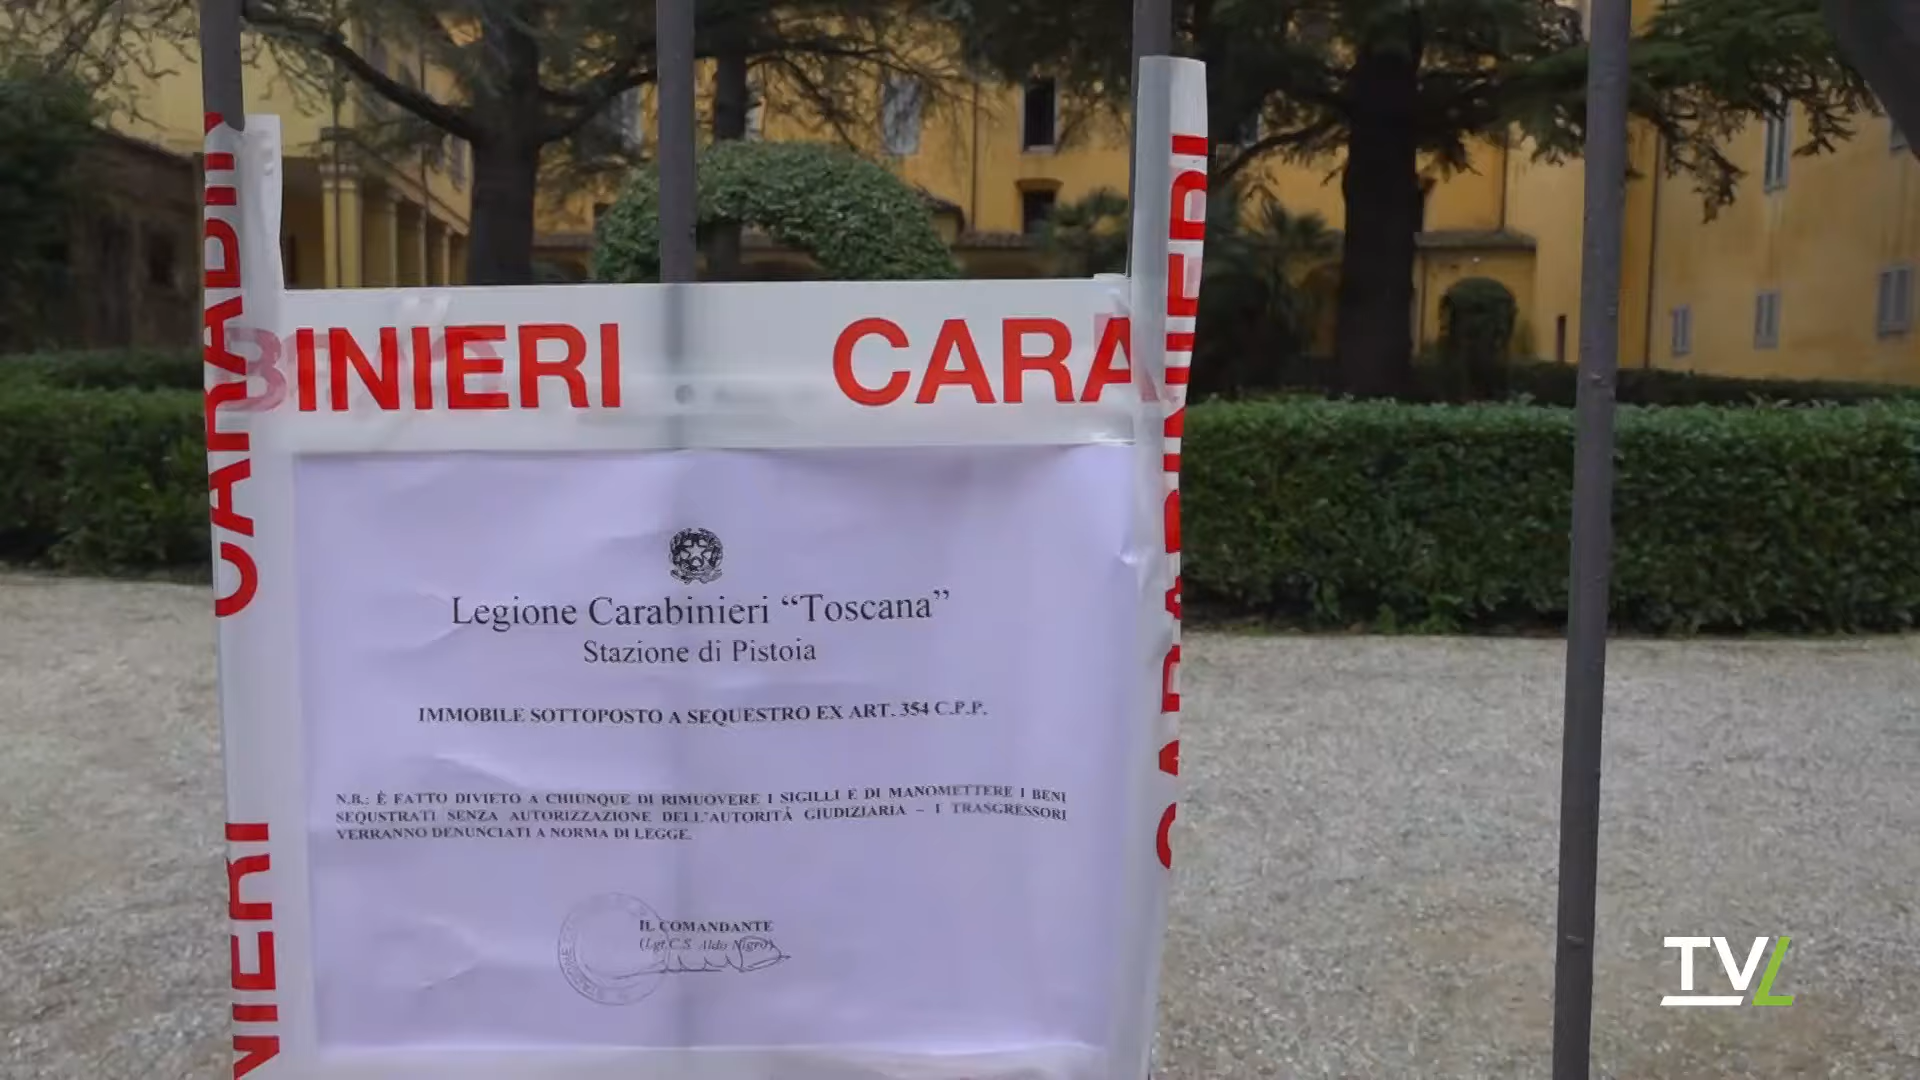 CARABINIERI
INIERI CARA
CARABINIERI
Legione Carabinieri “Toscana”
Stazione di Pistoia
IMMOBILE SOTTOPOSTO A SEQUESTRO EX ART. 354 C.P.P.
N.B.: È FATTO DIVIETO A CHIUNQUE DI RIMUOVERE I SIGILLI E DI MANOMETTERE I BENI
SEQUSTRATI SENZA AUTORIZZAZIONE DELL'AUTORITÀ GIUDIZIARIA – I TRASGRESSORI
VERRANNO DENUNCIATI A NORMA DI LEGGE.
IL COMANDANTE
(Lgt.C.S. Aldo Nigro)
NIERI
TVL